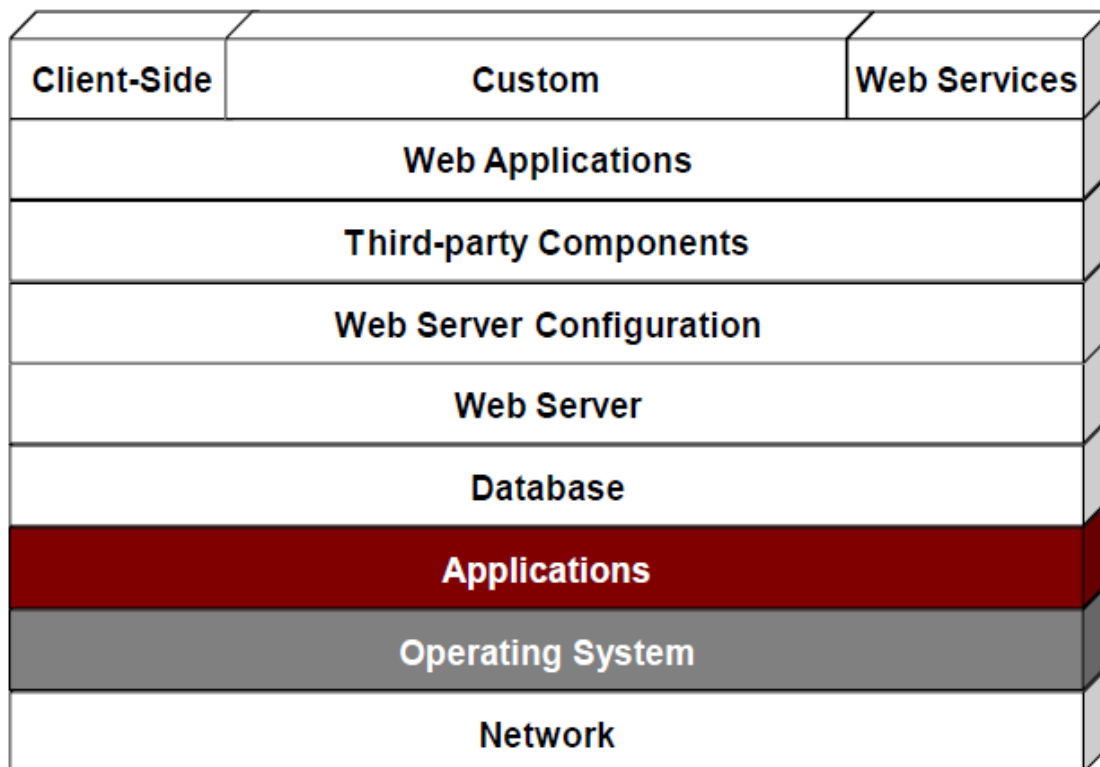 Client-Side Custom Web Services
Web Applications
Third-party Components
Web Server Configuration
Web Server
Database
Applications
Operating System
Network